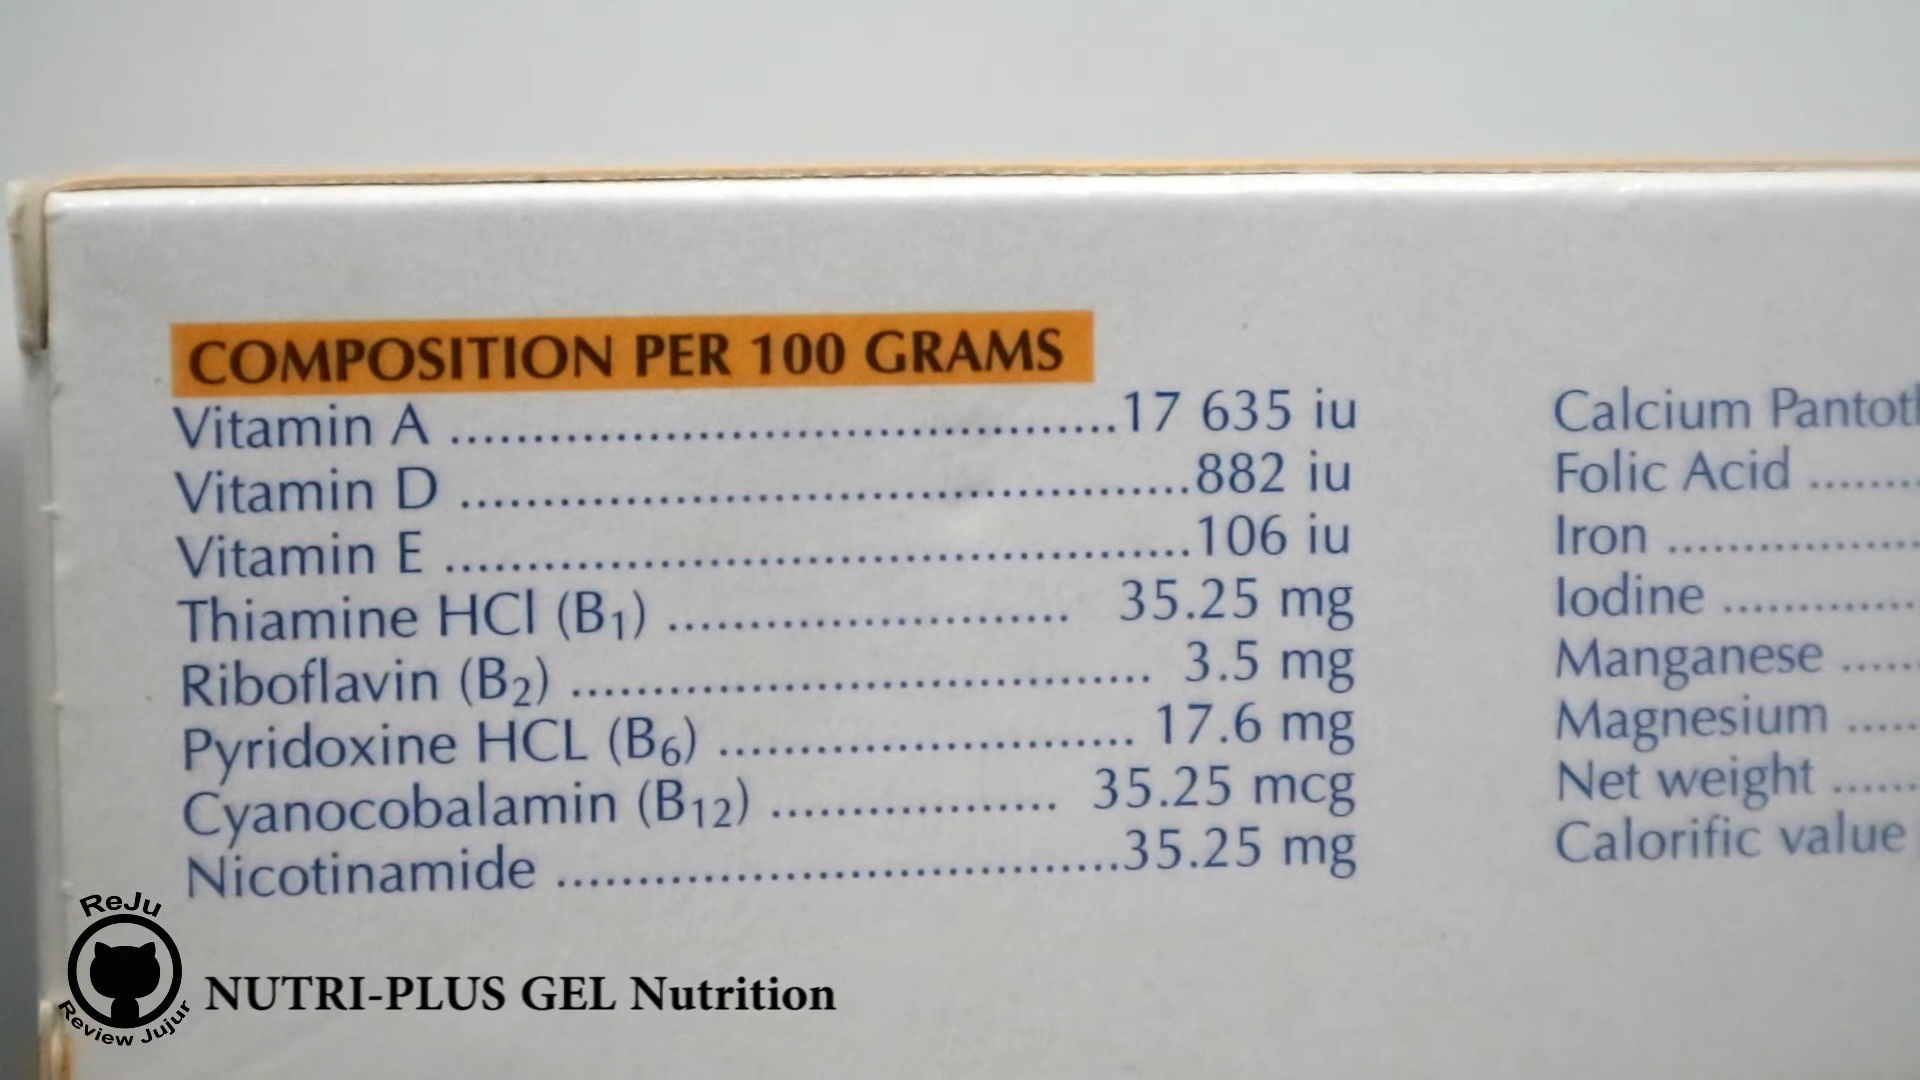 COMPOSITION PER 100 GRAMS
Vitamin A ........................................17 635 iu
Vitamin D ............................................882 iu
Vitamin E .............................................106 iu
Thiamine HCl (B1) ........................ 35.25 mg
Riboflavin (B2) ................................... 3.5 mg
Pyridoxine HCL (B6) ......................... 17.6 mg
Cyanocobalamin (B12) ................. 35.25 mcg
Nicotinamide ..................................35.25 mg
Calcium
Folic Acid ........
Iron ................
Iodine ............
Manganese .....
Magnesium .....
Net weight ......
Calorific value
ReJu
Review Jujur
NUTRI-PLUS GEL Nutrition